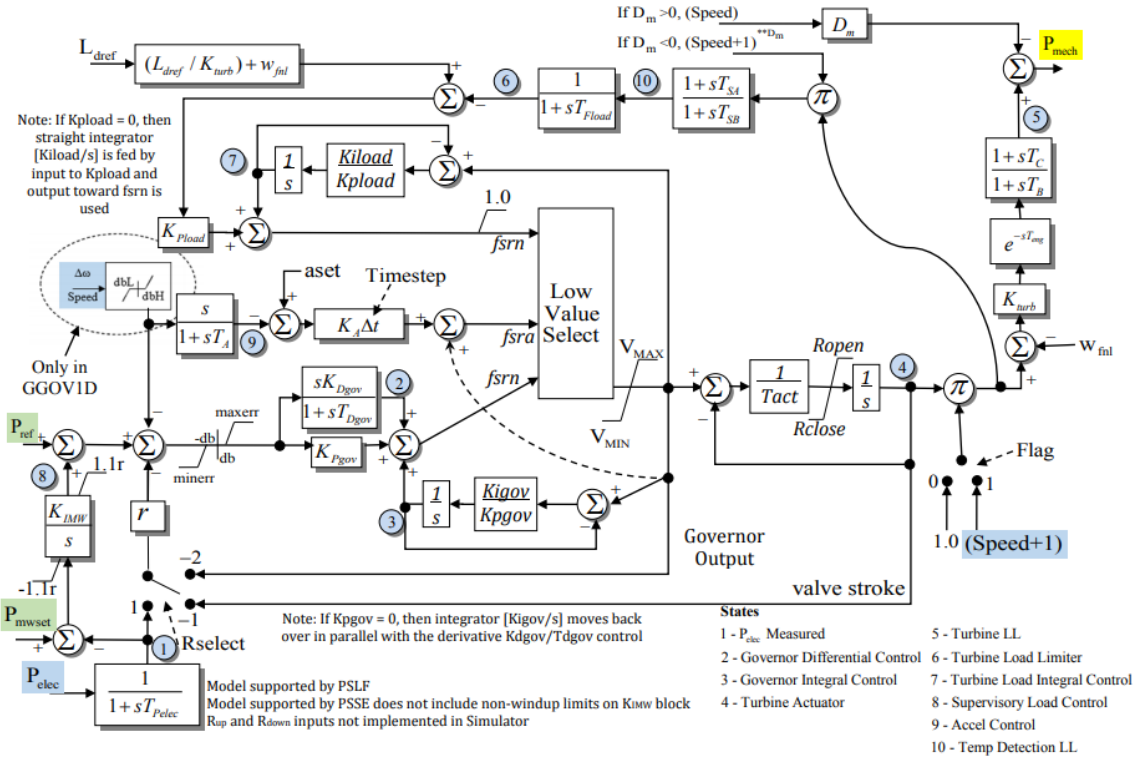 If Dm >0, (Speed)
Dm
If Dm <0, (Speed+1)**Dm
Pmech
Ldref
(Ldref / Kturb) + wfnl
+
Σ
−
6
1
1 + sTFload
10
1 + sTSA
1 + sTSB
π
−
Σ
+
5
Note: If Kpload = 0, then
straight integrator
[Kiload/s] is fed by
input to Kpload and
output toward fsrn is
used
7
1
s
Kiload
Kpload
−
Σ
+
1 + sTC
1 + sTB
KPload
+
+
Σ
1.0
fsrn
e−sTeng
Δω
Speed
dbL
dbH
Only in
GGOV1D
s
1 + sTA
9
aset
−
+
Σ
Timestep
KAΔt
+
Σ
+
fsra
Low
Value
Select
Kturb
Σ
−
wfnl
+
VMAX
VMIN
fsrn
sKDgov
1 + sTDgov
2
KPgov
+
+
+
Σ
+
Σ
−
1
Tact
Ropen
Rclose
1
s
4
+
π
Flag
0
1
1.0
(Speed+1)
Pref
+
Σ
+
8
1.1r
+
−
−
Σ
-db
db
maxerr
minerr
KIMW
s
-1.1r
r
3
1
s
Kigov
Kpgov
Σ
+
−
Governor
Output
−2
−1
1
Rselect
valve stroke
Pmwset
+
Σ
−
1
Pelec
1
1 + sTPelec
Note: If Kpgov = 0, then integrator [Kigov/s] moves back
over in parallel with the derivative Kdgov/Tdgov control
Model supported by PSLF
Model supported by PSSE does not include non-windup limits on KIMW block
Rup and Rdown inputs not implemented in Simulator
States
1 - Pelec Measured
2 - Governor Differential Control
3 - Governor Integral Control
4 - Turbine Actuator
5 - Turbine LL
6 - Turbine Load Limiter
7 - Turbine Load Integral Control
8 - Supervisory Load Control
9 - Accel Control
10 - Temp Detection LL